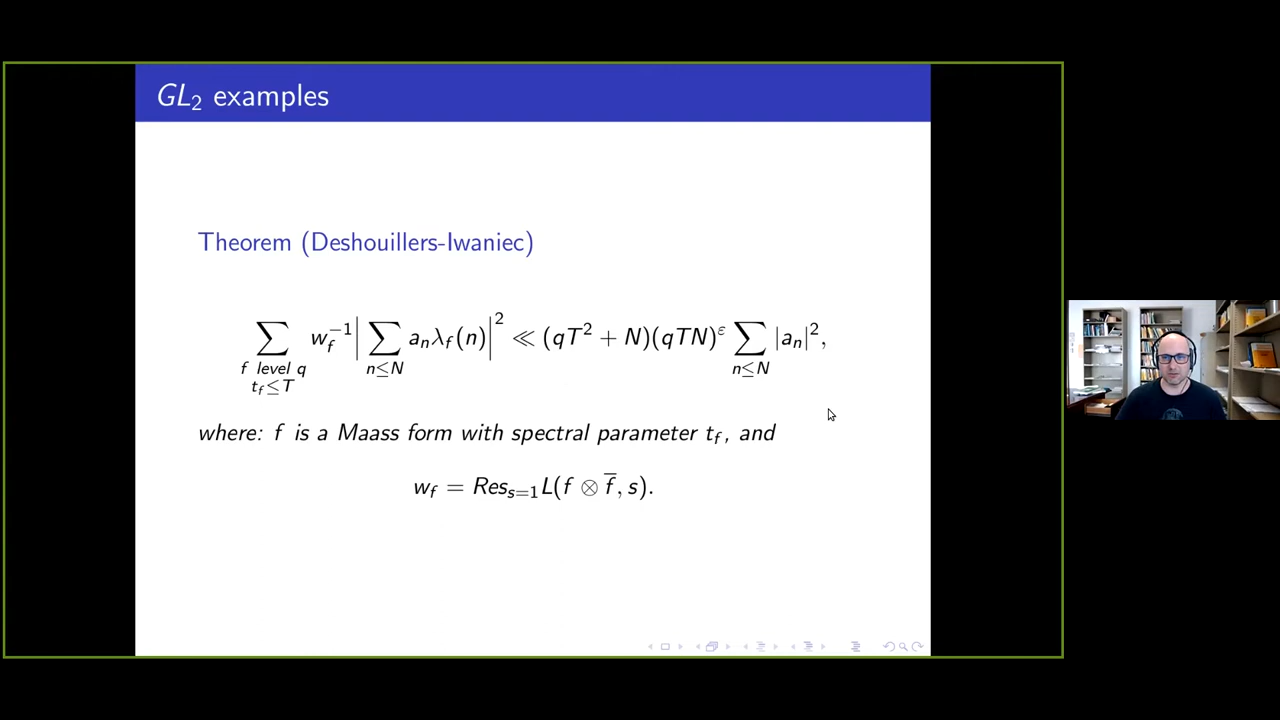 GL₂ examples
Theorem (Deshouillers-Iwaniec)
∑_{f level q, t_f≤T} w_f^{-1} |∑_{n≤N} a_n λ_f(n)|² ≪ (qT² + N)(qTN)^ε ∑_{n≤N} |a_n|²,
where: f is a Maass form with spectral parameter t_f, and
w_f = Res_{s=1} L(f ⊗ f̅, s).